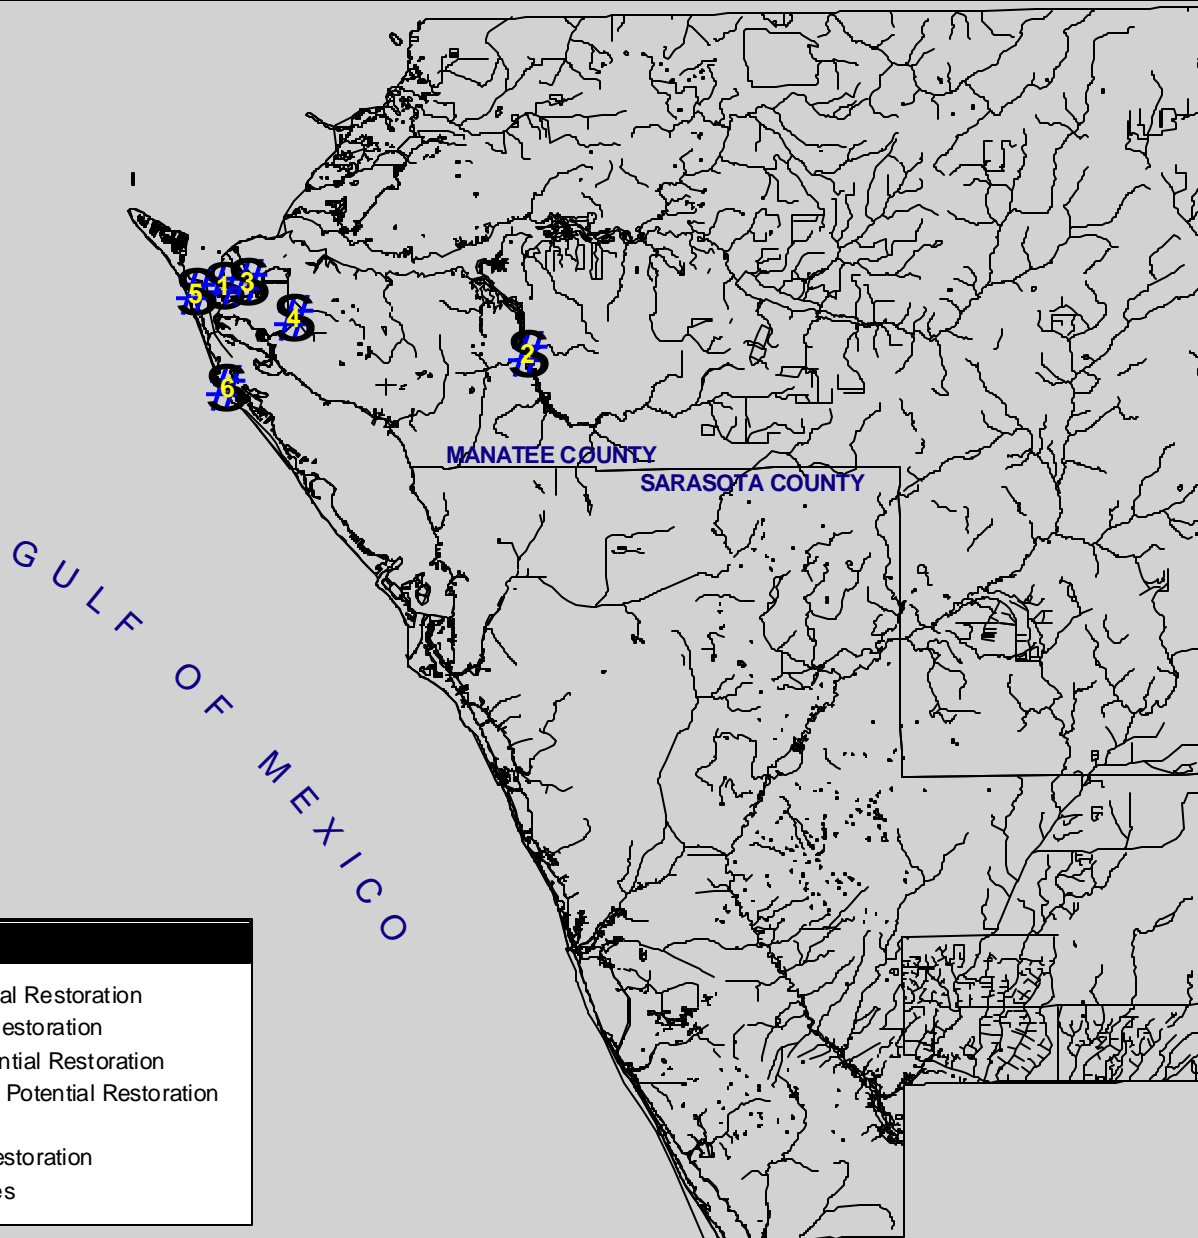 5
1
3
4
2
6
MANATEE COUNTY
SARASOTA COUNTY
GULF OF MEXICO
al Restoration
estoration
ntial Restoration
Potential Restoration
estoration
es